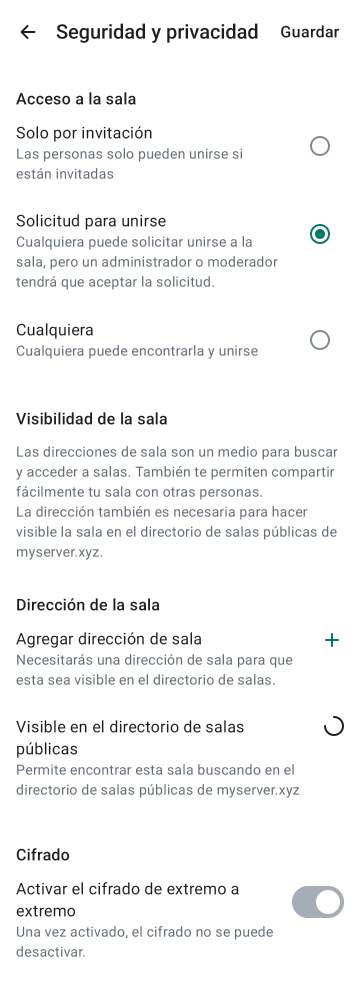 Seguridad y privacidad
Guardar
Acceso a la sala
Solo por invitación
Las personas solo pueden unirse si
están invitadas
Solicitud para unirse
Cualquiera puede solicitar unirse a la
sala, pero un administrador o moderador
tendrá que aceptar la solicitud.
Cualquiera
Cualquiera puede encontrarla y unirse
Visibilidad de la sala
Las direcciones de sala son un medio para buscar
y acceder a salas. También te permiten compartir
fácilmente tu sala con otras personas.
La dirección también es necesaria para hacer
visible la sala en el directorio de salas públicas de
myserver.xyz.
Dirección de la sala
Agregar dirección de sala
Necesitarás una dirección de sala para que
esta sea visible en el directorio de salas.
Visible en el directorio de salas
públicas
Permite encontrar esta sala buscando en el
directorio de salas públicas de myserver.xyz
Cifrado
Activar el cifrado de extremo a
extremo
Una vez activado, el cifrado no se puede
desactivar.